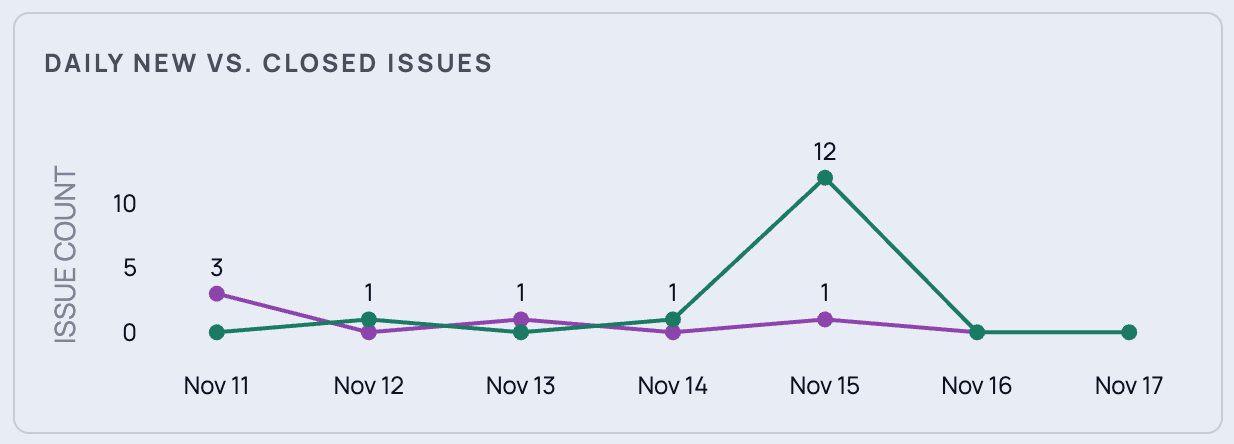 DAILY NEW VS. CLOSED ISSUES
ISSUE COUNT
12
10
5
3
1
1
1
1
0
Nov 11
Nov 12
Nov 13
Nov 14
Nov 15
Nov 16
Nov 17